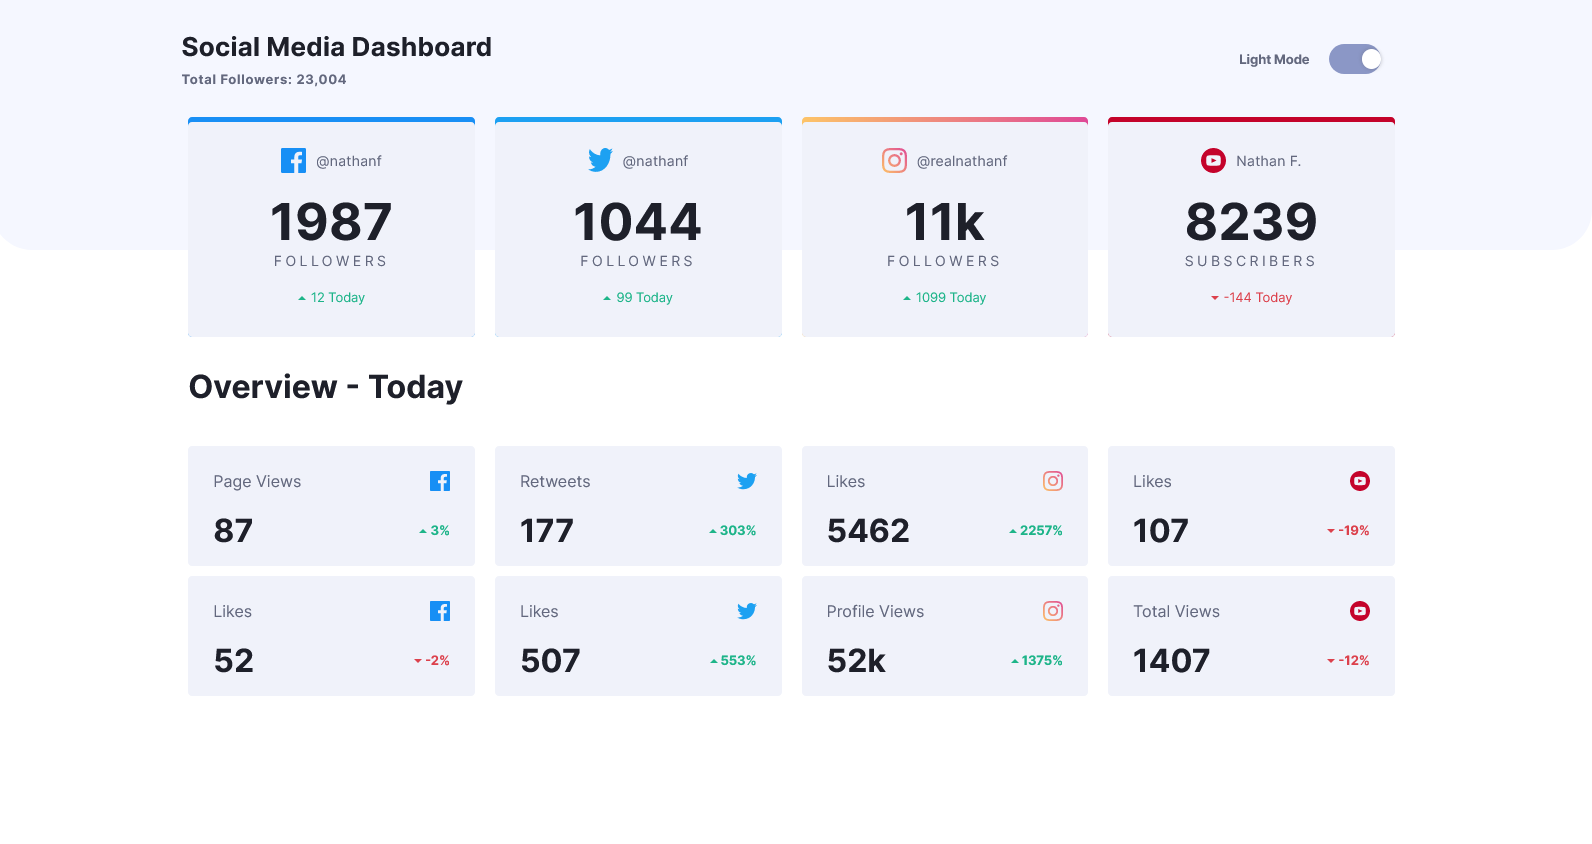 Social Media Dashboard
Total Followers: 23,004
Light Mode
@nathanf
1987
FOLLOWERS
12 Today
@nathanf
1044
FOLLOWERS
99 Today
@realnathanf
11k
FOLLOWERS
1099 Today
Nathan F.
8239
SUBSCRIBERS
-144 Today
Overview - Today
Page Views
87
3%
Retweets
177
303%
Likes
5462
2257%
Likes
107
-19%
Likes
52
-2%
Likes
507
553%
Profile Views
52k
1375%
Total Views
1407
-12%